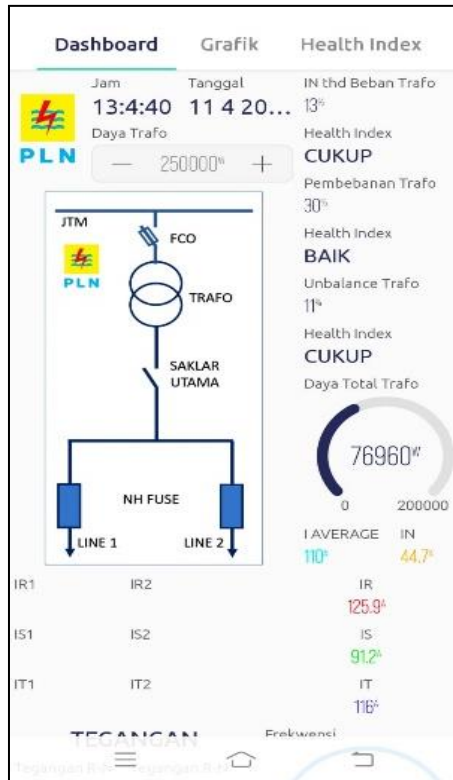 Dashboard Grafik Health Index
Jam Tanggal
13:4:40 11 4 20...
PLN
Daya Trafo
— 250000 +
IN thd Beban Trafo
13%
Health Index
CUKUP
Pembebanan Trafo
30%
Health Index
BAIK
Unbalance Trafo
11%
Health Index
CUKUP
Daya Total Trafo
76960W
0 200000
I AVERAGE IN
110A 44.7A
JTM
FCO
PLN
TRAFO
SAKLAR
UTAMA
NH FUSE
LINE 1 LINE 2
IR1 IR2 IR
125.9A
IS1 IS2 IS
91.2A
IT1 IT2 IT
116A
TEGANGAN Frekwensi